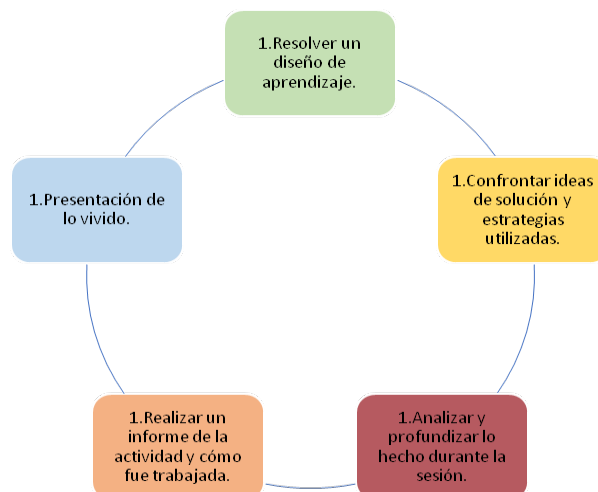 1.Resolver un
diseño de
aprendizaje.
1.Confrontar ideas
de solución y
estrategias
utilizadas.
1.Analizar y
profundizar lo
hecho durante la
sesión.
1.Realizar un
informe de la
actividad y cómo
fue trabajada.
1.Presentación de
lo vivido.